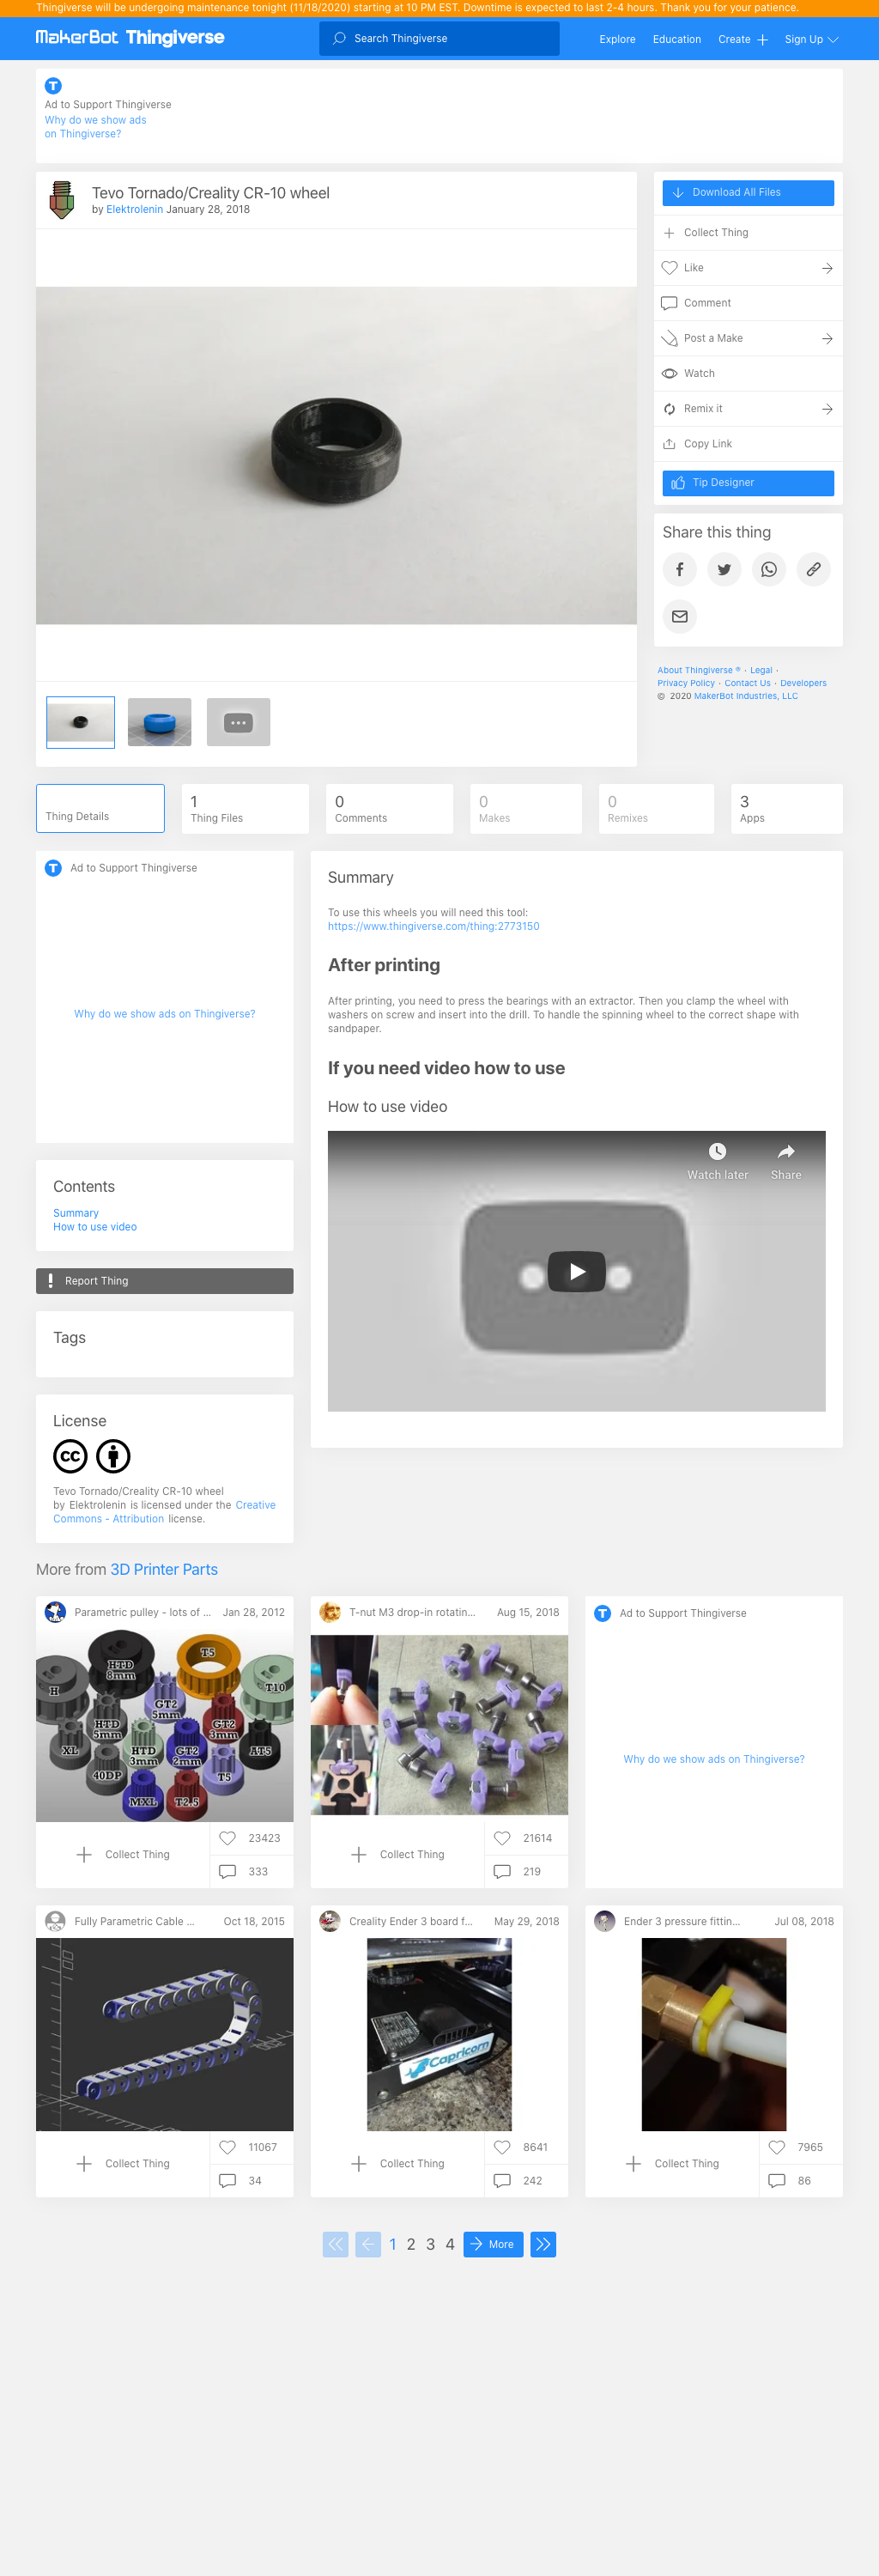 Thingiverse will be undergoing maintenance tonight (11/18/2020) starting at 10 PM EST. Downtime is expected to last 2-4 hours. Thank you for your patience.
MakerBot Thingiverse
Search Thingiverse
Explore
Education
Create
Sign Up
Ad to Support Thingiverse
Why do we show ads
on Thingiverse?
Tevo Tornado/Creality CR-10 wheel
by Elektrolenin January 28, 2018
Download All Files
Collect Thing
Like
Comment
Post a Make
Watch
Remix it
Copy Link
Tip Designer
Share this thing
About Thingiverse ® · Legal ·
Privacy Policy · Contact Us · Developers
© 2020 MakerBot Industries, LLC
Thing Details
1
Thing Files
0
Comments
0
Makes
0
Remixes
3
Apps
Ad to Support Thingiverse
Why do we show ads on Thingiverse?
Contents
Summary
How to use video
Report Thing
Tags
License
cc
Tevo Tornado/Creality CR-10 wheel
by Elektrolenin is licensed under the Creative
Commons - Attribution license.
Summary
To use this wheels you will need this tool:
https://www.thingiverse.com/thing:2773150
After printing
After printing, you need to press the bearings with an extractor. Then you clamp the wheel with
washers on screw and insert into the drill. To handle the spinning wheel to the correct shape with
sandpaper.
If you need video how to use
How to use video
Watch later
Share
More from 3D Printer Parts
Parametric pulley - lots of ... Jan 28, 2012
H
HTD
8mm
T5
T10
GT2
5mm
XL
HTD
5mm
HTD
3mm
GT2
2mm
GT2
3mm
AT5
40DP
T5
MXL
T2.5
Collect Thing
23423
333
T-nut M3 drop-in rotatin... Aug 15, 2018
Collect Thing
21614
219
Ad to Support Thingiverse
Why do we show ads on Thingiverse?
Fully Parametric Cable ... Oct 18, 2015
Collect Thing
11067
34
Creality Ender 3 board f... May 29, 2018
Capricorn
Collect Thing
8641
242
Ender 3 pressure fittin... Jul 08, 2018
Collect Thing
7965
86
1 2 3 4 More